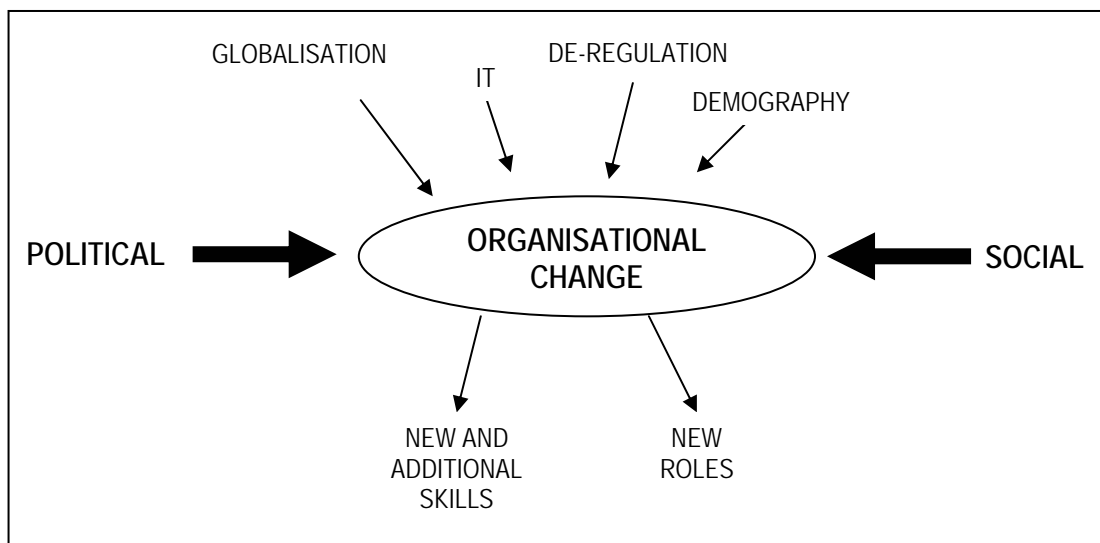 GLOBALISATION
IT
DE-REGULATION
DEMOGRAPHY
POLITICAL
ORGANISATIONAL
CHANGE
SOCIAL
NEW AND
ADDITIONAL
SKILLS
NEW
ROLES